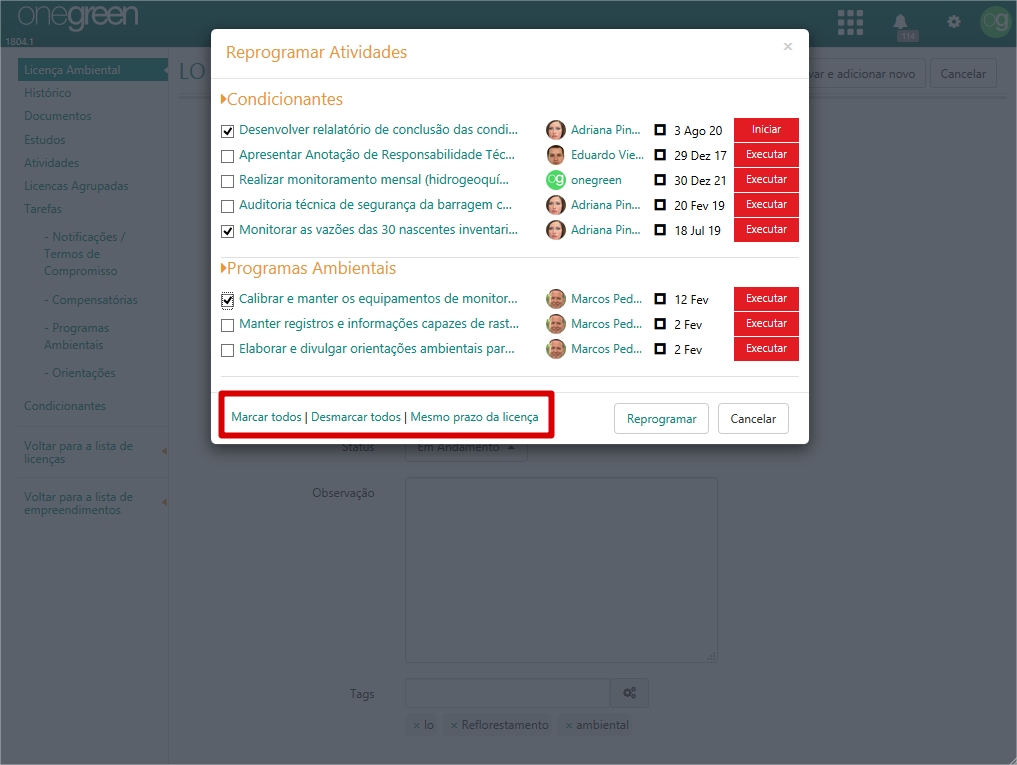 onegreen
1804.1
114
og
Licença Ambiental
Histórico
Documentos
Estudos
Atividades
Licencas Agrupadas
Tarefas
- Notificações /
Termos de
Compromisso
- Compensatórias
- Programas
Ambientais
- Orientações
Condicionantes
Voltar para a lista de
licenças
Voltar para a lista de
empreendimentos
LO
var e adicionar novo
Cancelar
Reprogramar Atividades
×
Condicionantes
Desenvolver relalatório de conclusão das condi... Adriana Pin... 3 Ago 20 Iniciar
Apresentar Anotação de Responsabilidade Téc... Eduardo Vie... 29 Dez 17 Executar
Realizar monitoramento mensal (hidrogeoquí... og onegreen 30 Dez 21 Executar
Auditoria técnica de segurança da barragem c... Adriana Pin... 20 Fev 19 Executar
Monitorar as vazões das 30 nascentes inventari... Adriana Pin... 18 Jul 19 Executar
Programas Ambientais
Calibrar e manter os equipamentos de monitor... Marcos Ped... 12 Fev Executar
Manter registros e informações capazes de rast... Marcos Ped... 2 Fev Executar
Elaborar e divulgar orientações ambientais par... Marcos Ped... 2 Fev Executar
Marcar todos | Desmarcar todos | Mesmo prazo da licença
Reprogramar
Cancelar
Status Em Andamento
Observação
Tags
× lo × Reflorestamento × ambiental